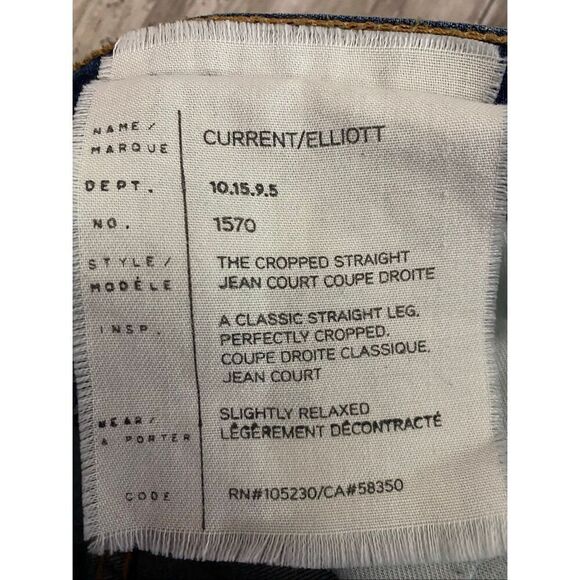 NAME/
MARQUE
CURRENT/ELLIOTT
DEPT.
10.15.9.5
NO.
1570
STYLE/
MODÈLE
THE CROPPED STRAIGHT
JEAN COURT COUPE DROITE
INSP.
A CLASSIC STRAIGHT LEG,
PERFECTLY CROPPED.
COUPE DROITE CLASSIQUE,
JEAN COURT
WEAR/
A PORTER
SLIGHTLY RELAXED
LÉGÈREMENT DÉCONTRACTÉ
CODE
RN#105230/CA#58350